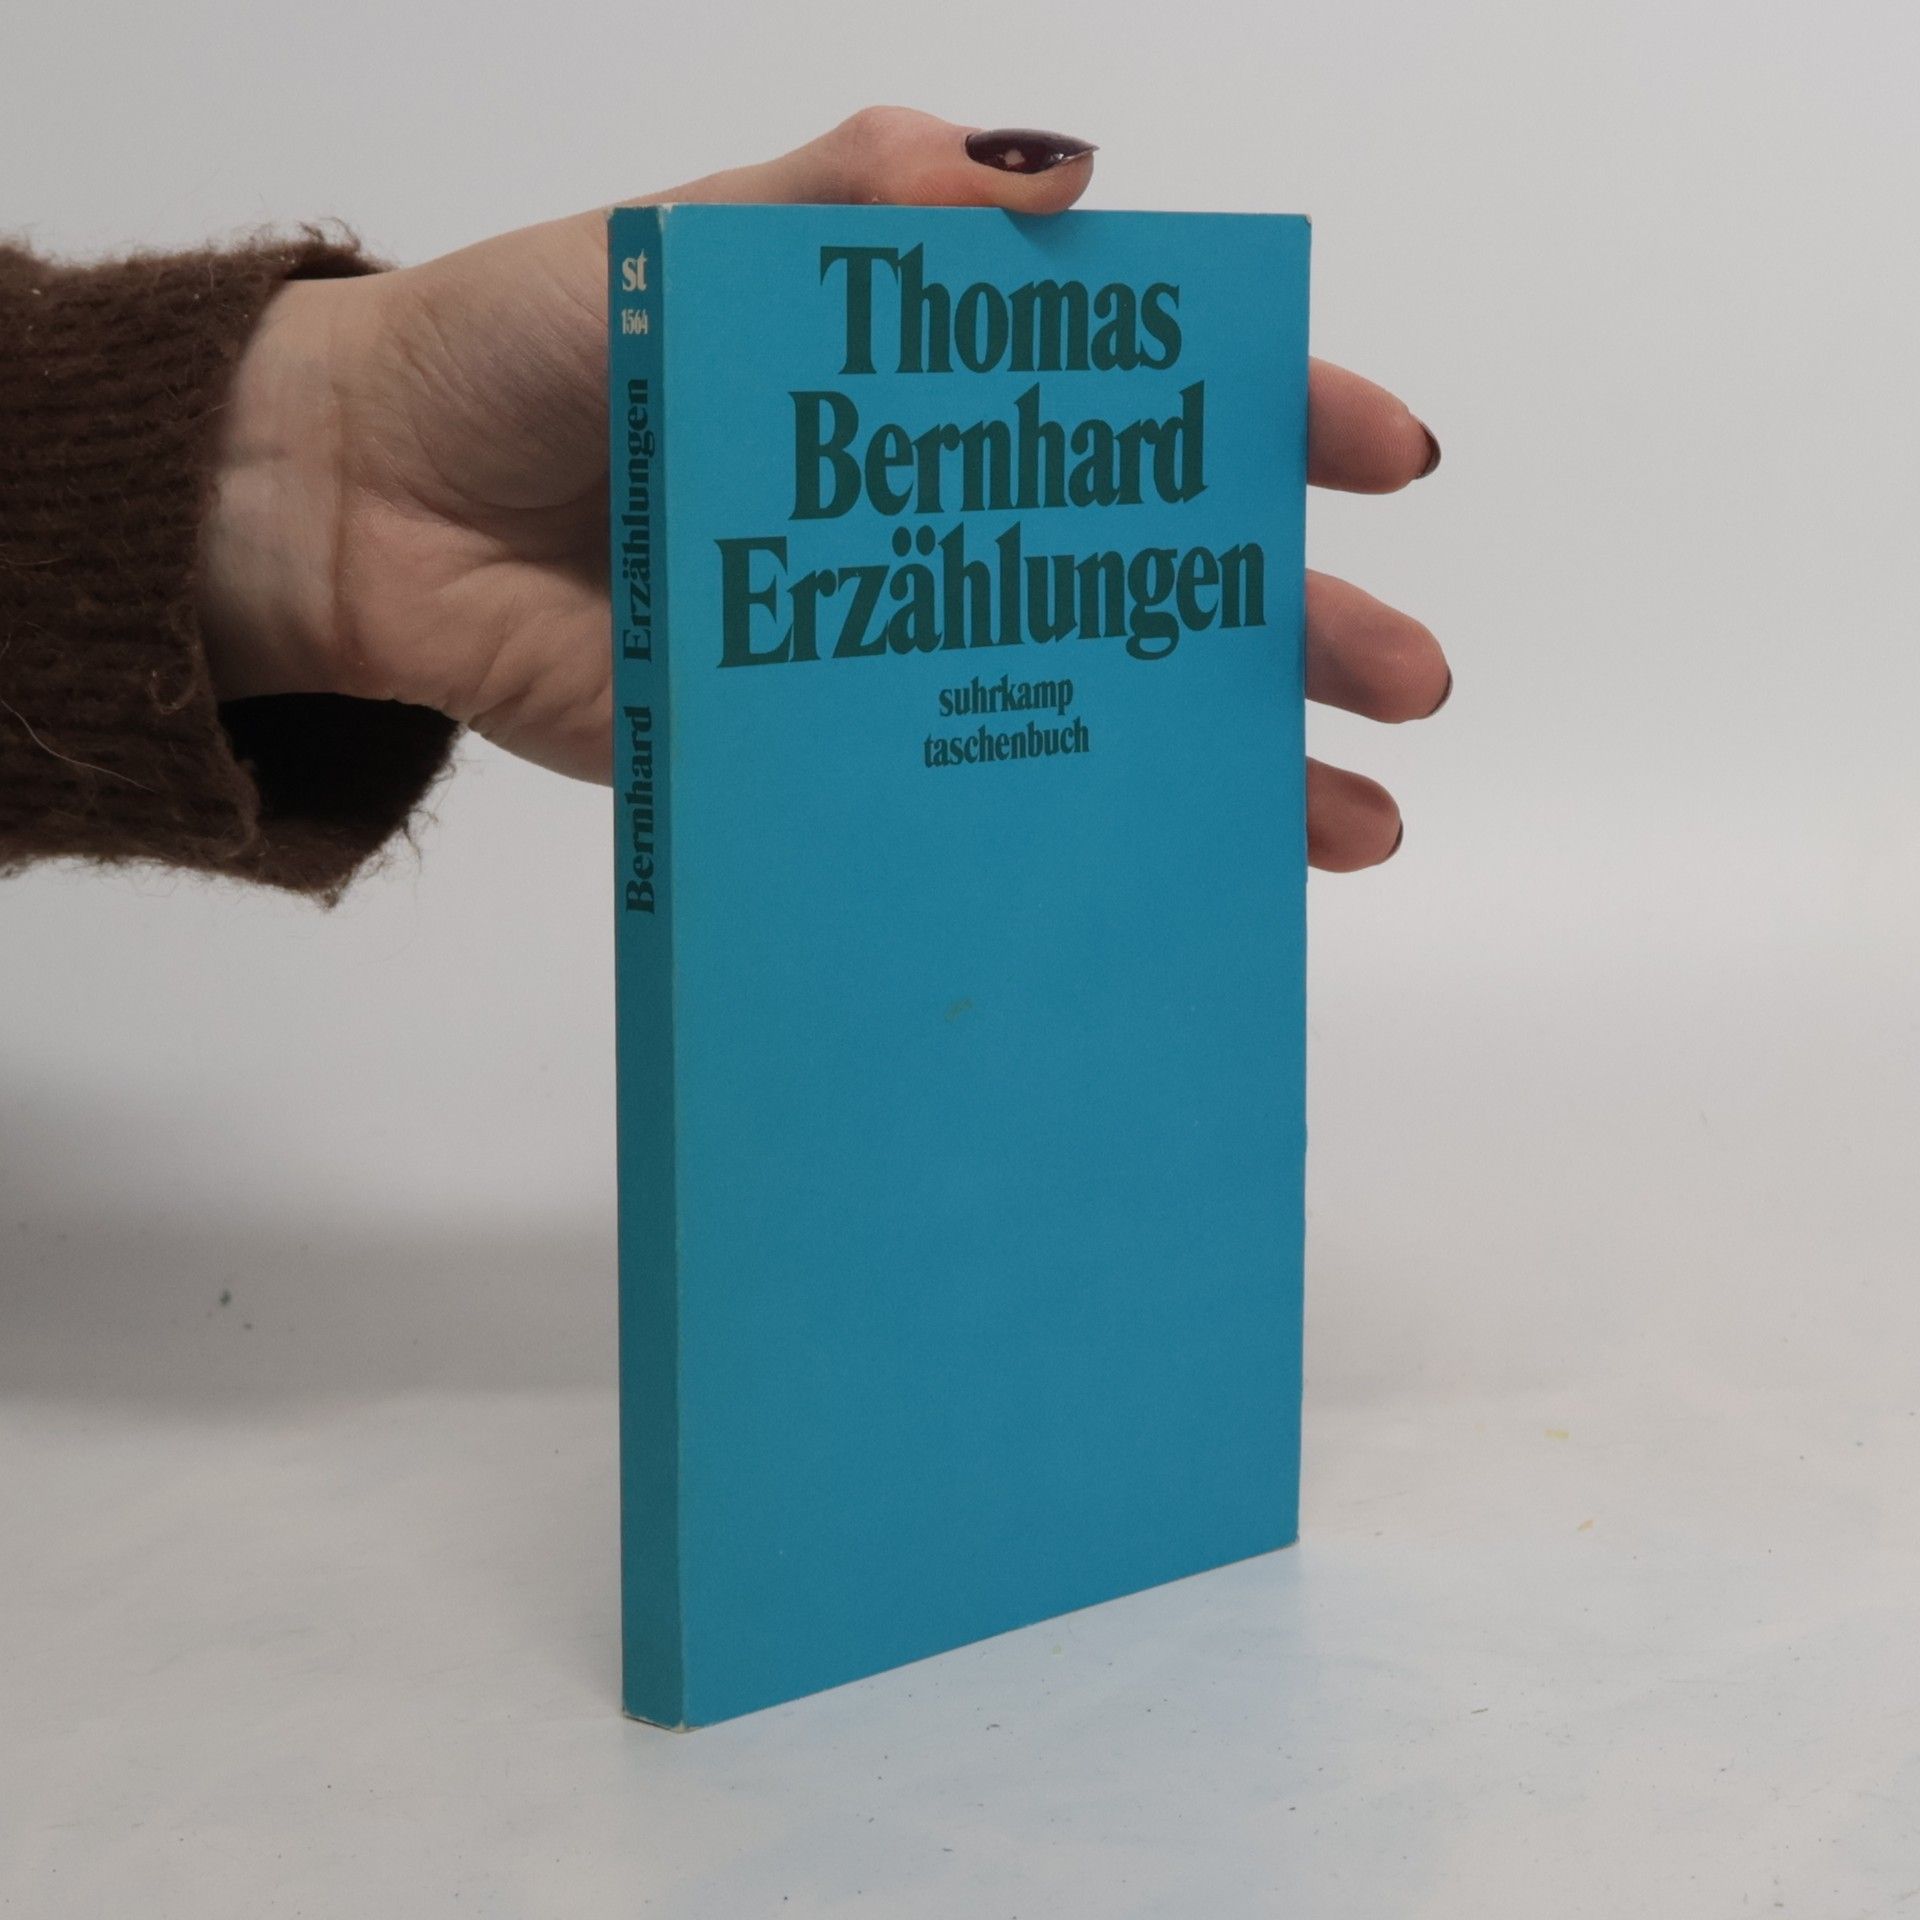 st
1564
Bernhard Erzählungen
Thomas
Bernhard
Erzählungen
suhrkamp
taschenbuch